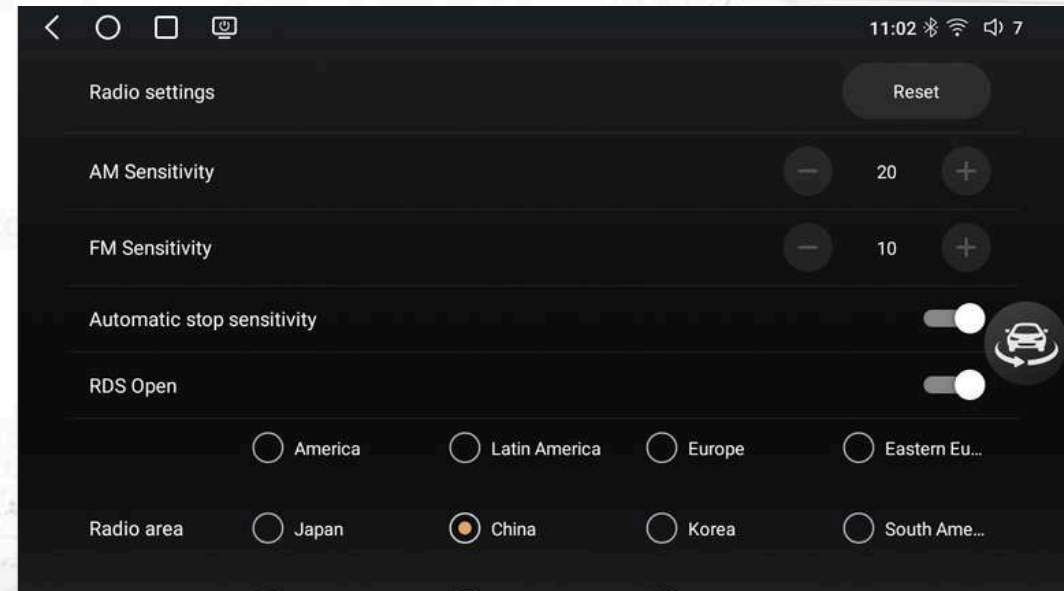 11:02 7
Radio settings Reset
AM Sensitivity 20
FM Sensitivity 10
Automatic stop sensitivity
RDS Open
America Latin America Europe Eastern Eu...
Radio area Japan China Korea South Ame...